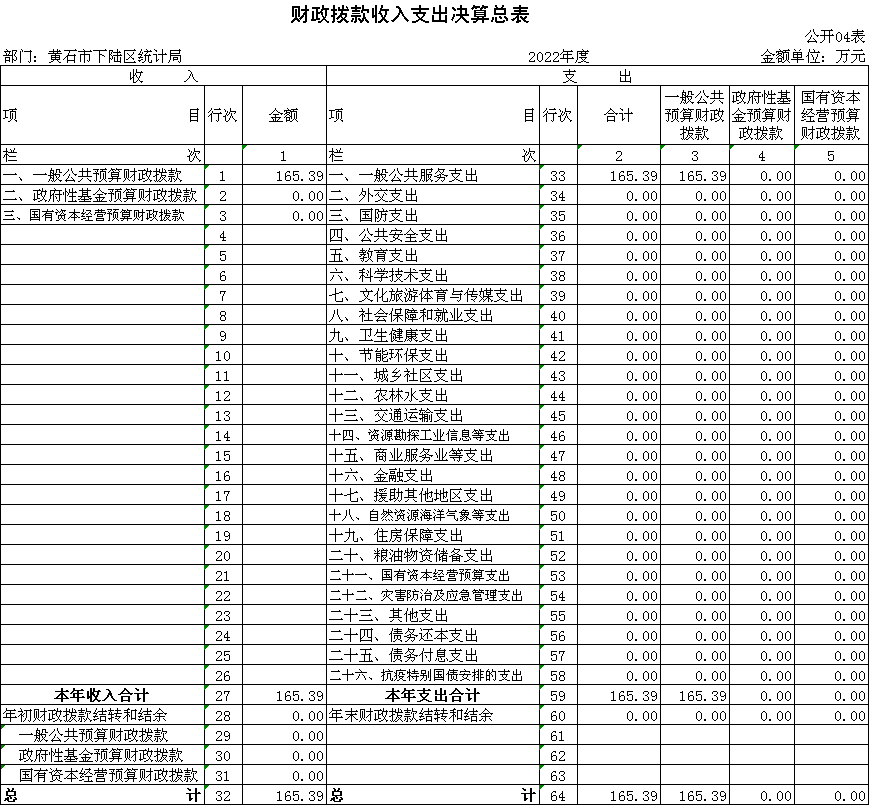 财政拨款收入支出决算总表
公开04表
部门：黄石市下陆区统计局 2022年度 金额单位：万元
收 入 支 出
项 目 行次 金额 项 目 行次 合计 一般公共预算财政拨款 政府性基金预算财政拨款 国有资本经营预算财政拨款
栏 次 1 栏 次 2 3 4 5
一、一般公共预算财政拨款 1 165.39 一、一般公共服务支出 33 165.39 165.39 0.00 0.00
二、政府性基金预算财政拨款 2 0.00 二、外交支出 34 0.00 0.00 0.00 0.00
三、国有资本经营预算财政拨款 3 0.00 三、国防支出 35 0.00 0.00 0.00 0.00
4 四、公共安全支出 36 0.00 0.00 0.00 0.00
5 五、教育支出 37 0.00 0.00 0.00 0.00
6 六、科学技术支出 38 0.00 0.00 0.00 0.00
7 七、文化旅游体育与传媒支出 39 0.00 0.00 0.00 0.00
8 八、社会保障和就业支出 40 0.00 0.00 0.00 0.00
9 九、卫生健康支出 41 0.00 0.00 0.00 0.00
10 十、节能环保支出 42 0.00 0.00 0.00 0.00
11 十一、城乡社区支出 43 0.00 0.00 0.00 0.00
12 十二、农林水支出 44 0.00 0.00 0.00 0.00
13 十三、交通运输支出 45 0.00 0.00 0.00 0.00
14 十四、资源勘探工业信息等支出 46 0.00 0.00 0.00 0.00
15 十五、商业服务业等支出 47 0.00 0.00 0.00 0.00
16 十六、金融支出 48 0.00 0.00 0.00 0.00
17 十七、援助其他地区支出 49 0.00 0.00 0.00 0.00
18 十八、自然资源海洋气象等支出 50 0.00 0.00 0.00 0.00
19 十九、住房保障支出 51 0.00 0.00 0.00 0.00
20 二十、粮油物资储备支出 52 0.00 0.00 0.00 0.00
21 二十一、国有资本经营预算支出 53 0.00 0.00 0.00 0.00
22 二十二、灾害防治及应急管理支出 54 0.00 0.00 0.00 0.00
23 二十三、其他支出 55 0.00 0.00 0.00 0.00
24 二十四、债务还本支出 56 0.00 0.00 0.00 0.00
25 二十五、债务付息支出 57 0.00 0.00 0.00 0.00
26 二十六、抗疫特别国债安排的支出 58 0.00 0.00 0.00 0.00
本年收入合计 27 165.39 本年支出合计 59 165.39 165.39 0.00 0.00
年初财政拨款结转和结余 28 0.00 年末财政拨款结转和结余 60 0.00 0.00 0.00 0.00
一般公共预算财政拨款 29 0.00 61
政府性基金预算财政拨款 30 0.00 62
国有资本经营预算财政拨款 31 0.00 63
总 计 32 165.39 总 计 64 165.39 165.39 0.00 0.00